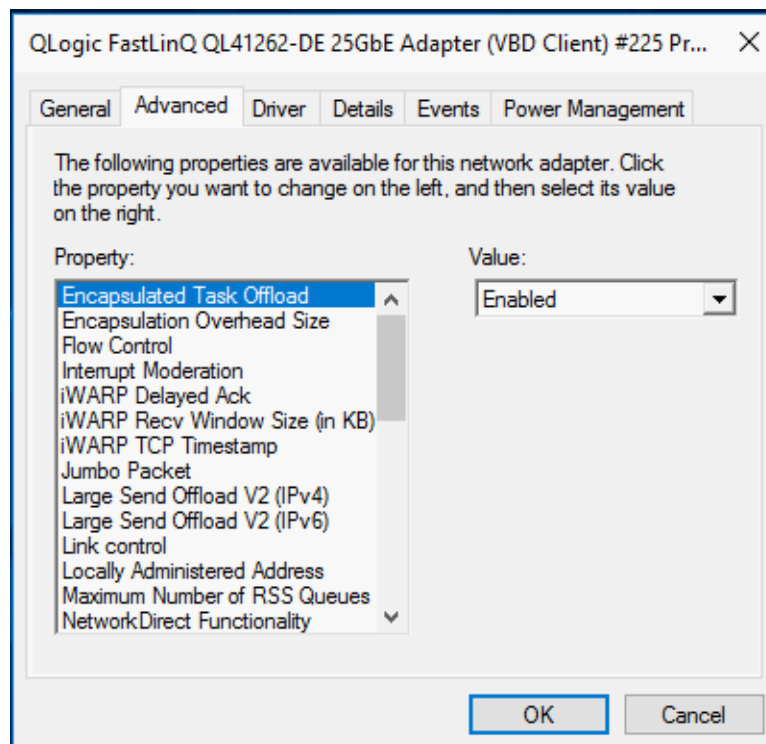 QLogic FastLinQ QL41262-DE 25GbE Adapter (VBD Client) #225 Pr...
General Advanced Driver Details Events Power Management
The following properties are available for this network adapter. Click
the property you want to change on the left, and then select its value
on the right.
Property:
Value:
Encapsulated Task Offload
Enabled
Encapsulation Overhead Size
Flow Control
Interrupt Moderation
iWARP Delayed Ack
iWARP Recv Window Size (in KB)
iWARP TCP Timestamp
Jumbo Packet
Large Send Offload V2 (IPv4)
Large Send Offload V2 (IPv6)
Link control
Locally Administered Address
Maximum Number of RSS Queues
NetworkDirect Functionality
OK
Cancel